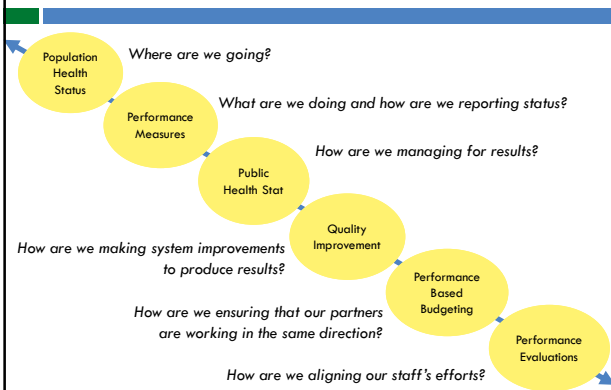 Population
Health
Status
Where are we going?
Performance
Measures
What are we doing and how are we reporting status?
Public
Health Stat
How are we managing for results?
Quality
Improvement
How are we making system improvements
to produce results?
Performance
Based
Budgeting
How are we ensuring that our partners
are working in the same direction?
Performance
Evaluations
How are we aligning our staff’s efforts?